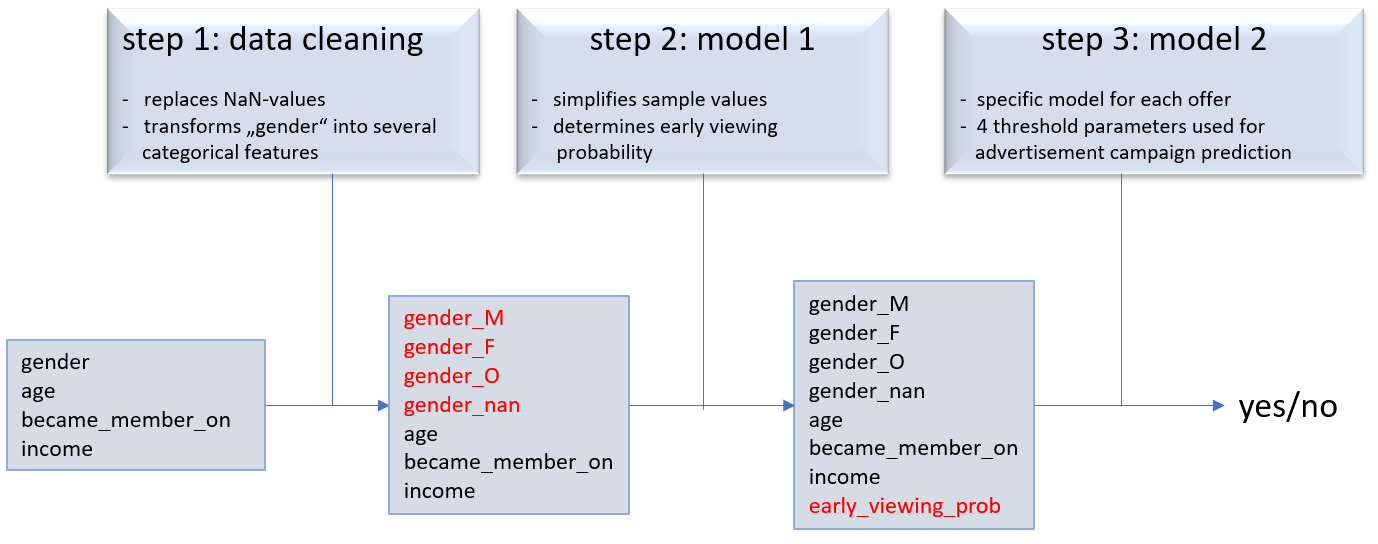 step 1: data cleaning
- replaces NaN-values
- transforms „gender“ into several
categorical features
step 2: model 1
- simplifies sample values
- determines early viewing
probability
step 3: model 2
- specific model for each offer
- 4 threshold parameters used for
advertisement campaign prediction
gender
age
became_member_on
income
gender_M
gender_F
gender_O
gender_nan
age
became_member_on
income
gender_M
gender_F
gender_O
gender_nan
age
became_member_on
income
early_viewing_prob
yes/no